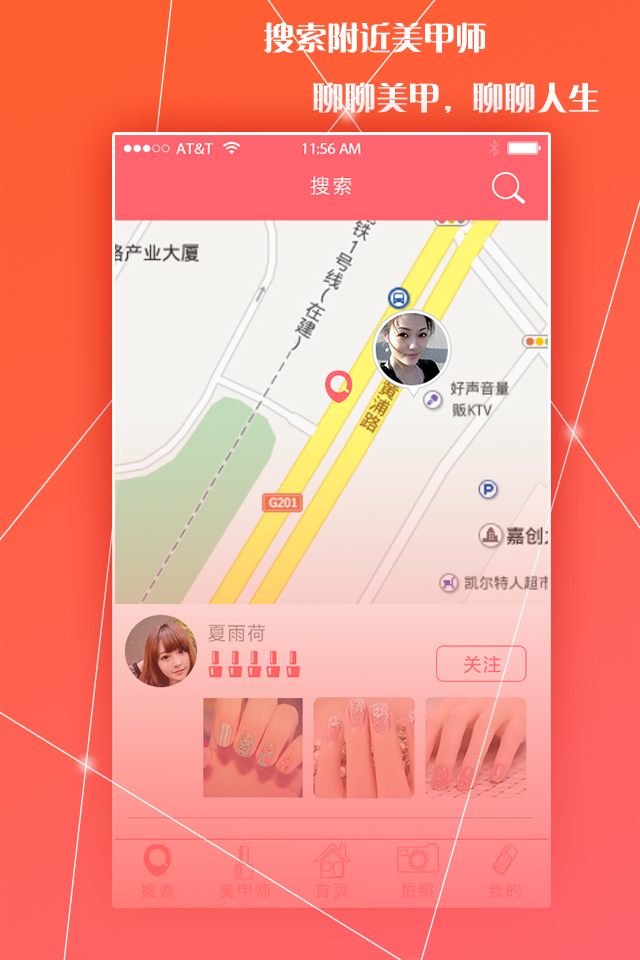 搜索附近美甲师
聊聊美甲，聊聊人生
AT&T
11:56 AM
搜索
路产业大厦
铁1号线(在建)
黄浦路
好声音量
贩KTV
G201
P
嘉创
凯尔特人超市
夏雨荷
关注
搜索
美甲师
首页
拍照
我的